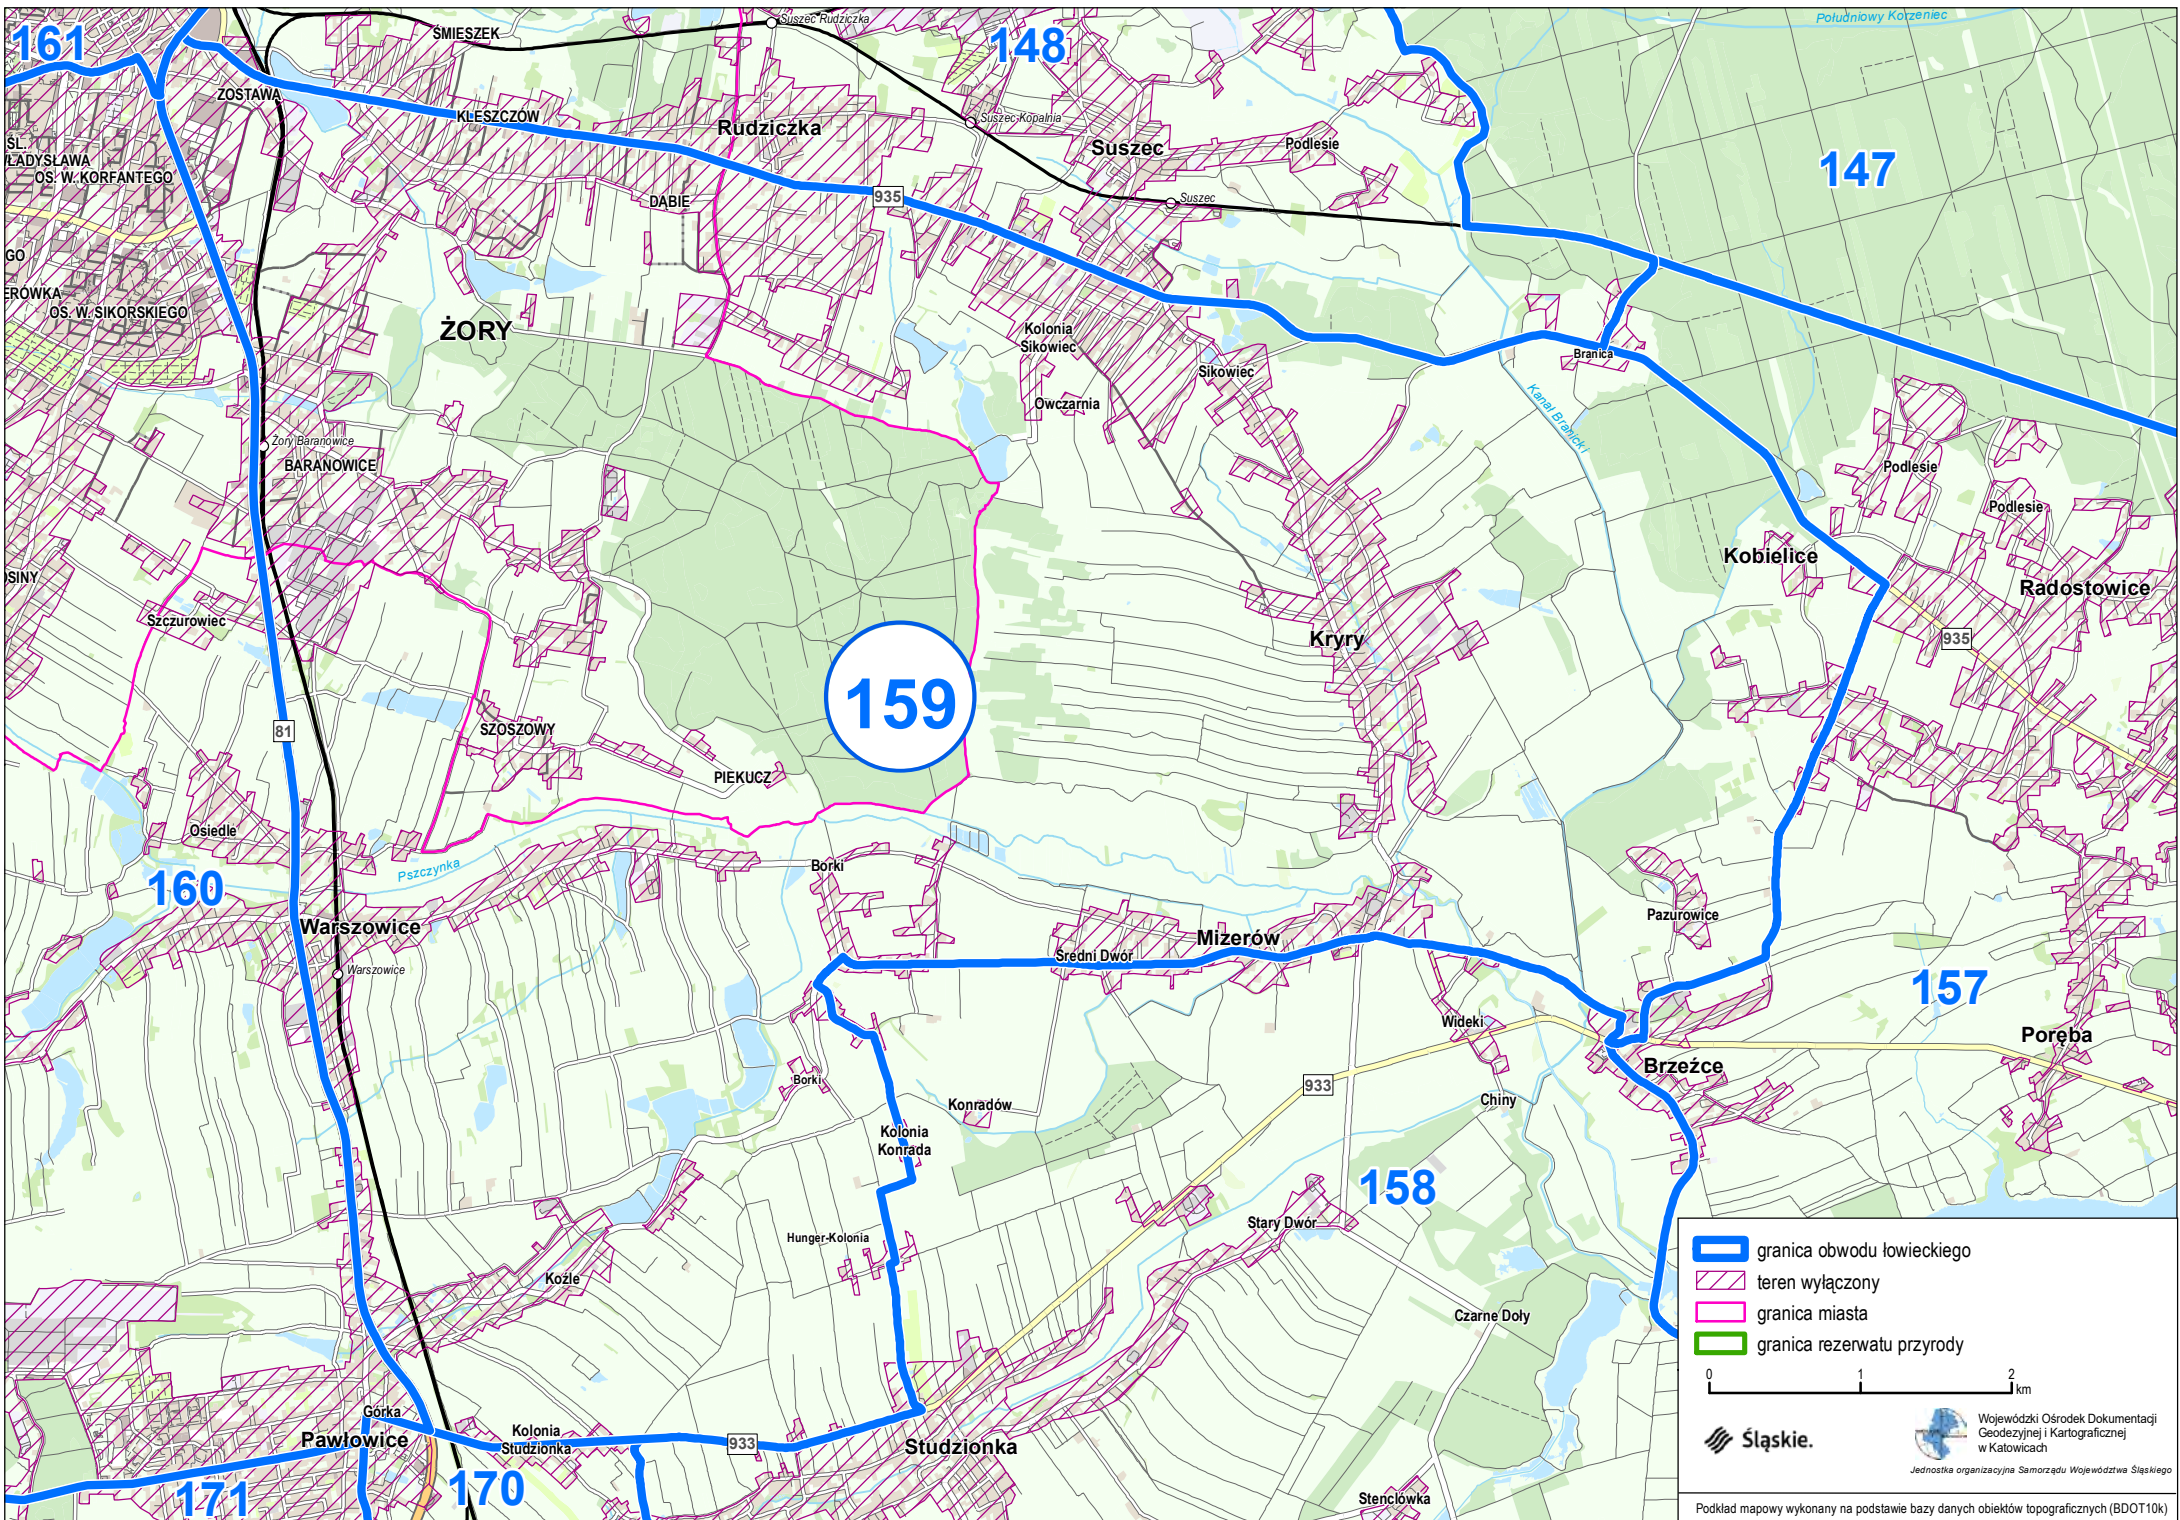 161
ŚMIESZEK
Suszec Rudziczka
148
Południowy Korzeniec
ZOSTAWA
KLESZCZÓW
Rudziczka
Suszec Kopalnia
Suszec
Podlesie
147
ŚL.
WŁADYSŁAWA
OS. W. KORFANTEGO
DĄBIE
935
Suszec
GO
ERÓWKA
OS. W. SIKORSKIEGO
ŻORY
Kolonia
Sikowiec
Sikowiec
Branica
Owczarnia
Kanał Branicki
Żory Baranowice
BARANOWICE
Podlesie
Podlesie
Kobielice
Radostowice
OSINY
Szczurowiec
Kryry
935
159
81
SZOSZOWY
PIEKUCZ
Osiedle
Pszczynka
Borki
160
Warszowice
Pazurowice
Mizerów
Średni Dwór
Warszowice
157
Wideki
Poręba
Brzeźce
Borki
933
Konradów
Chiny
Kolonia
Konrada
158
Stary Dwór
Hunger-Kolonia
Koźle
Czarne Doły
Górka
Pawłowice
Kolonia
Studzionka
933
Studzionka
170
171
Stenclówka
granica obwodu łowieckiego
teren wyłączony
granica miasta
granica rezerwatu przyrody
0 1 2
km
Śląskie.
Wojewódzki Ośrodek Dokumentacji
Geodezyjnej i Kartograficznej
w Katowicach
Jednostka organizacyjna Samorządu Województwa Śląskiego
Podkład mapowy wykonany na podstawie bazy danych obiektów topograficznych (BDOT10k)